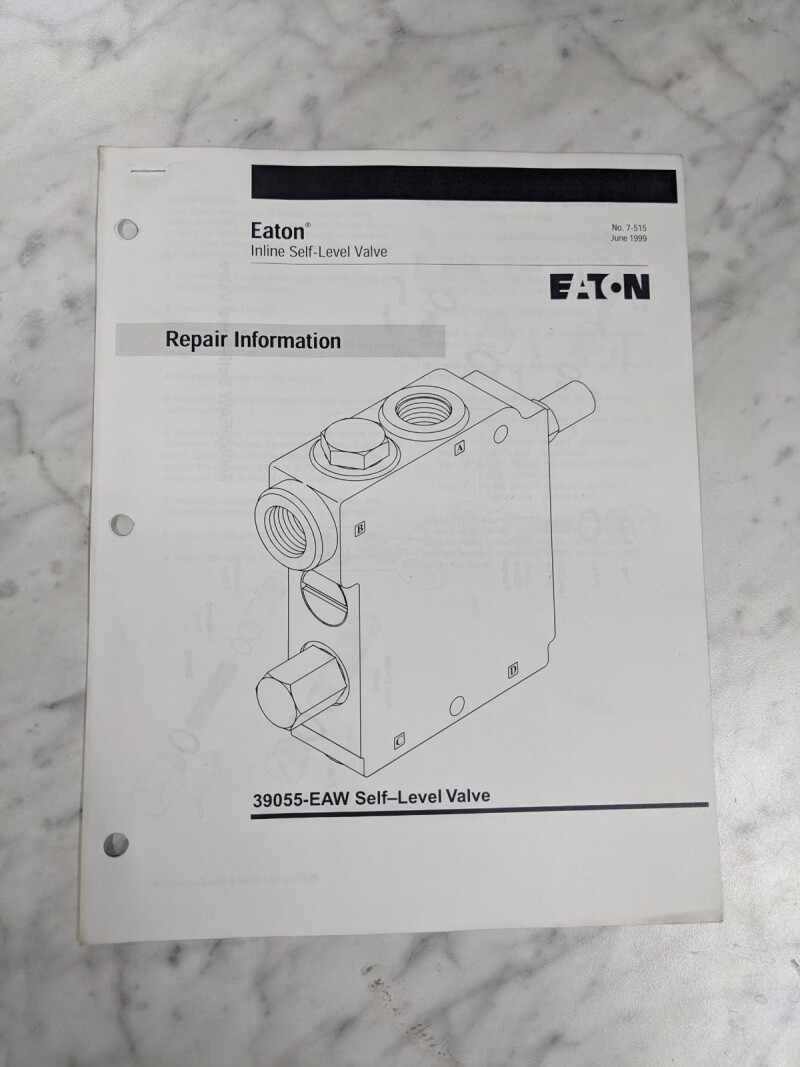 Eaton®
Inline Self-Level Valve
No. 7-515
June 1999
EATON
Repair Information
A
B
D
C
39055-EAW Self–Level Valve